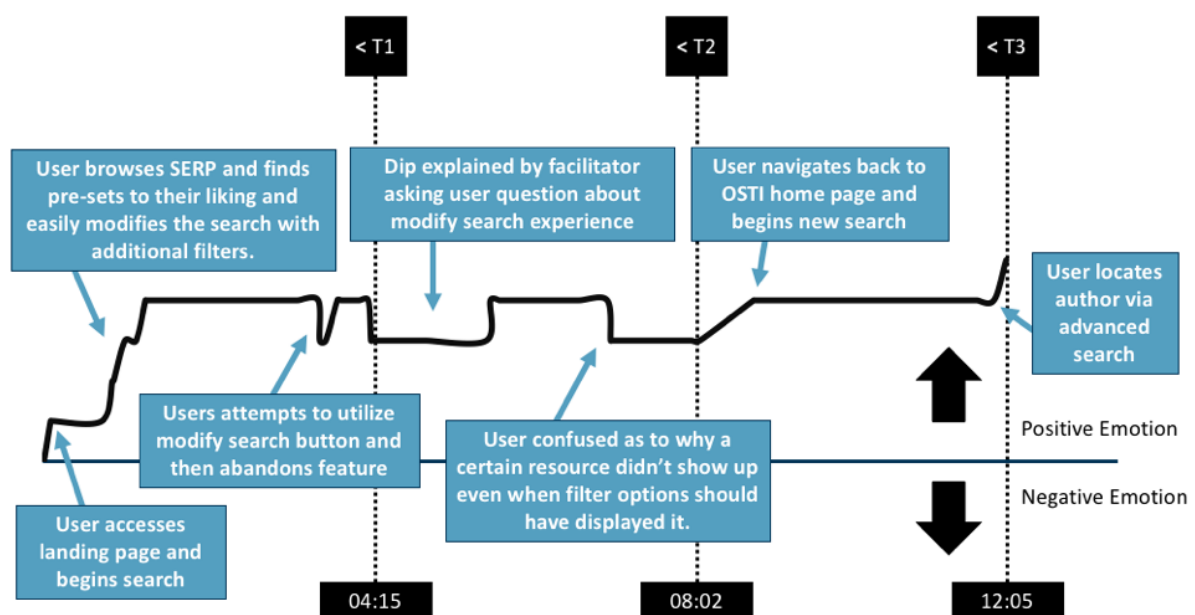 < T1
< T2
< T3
User browses SERP and finds
pre-sets to their liking and
easily modifies the search with
additional filters.
Dip explained by facilitator
asking user question about
modify search experience
User navigates back to
OSTI home page and
begins new search
User locates
author via
advanced
search
Users attempts to utilize
modify search button and
then abandons feature
User confused as to why a
certain resource didn't show up
even when filter options should
have displayed it.
Positive Emotion
Negative Emotion
User accesses
landing page and
begins search
04:15
08:02
12:05